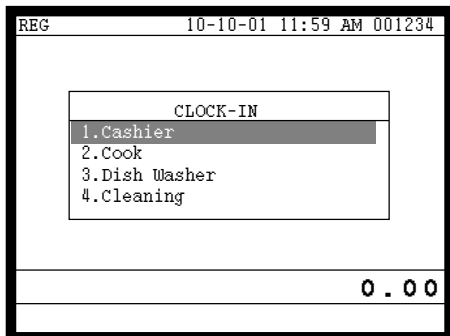 REG 10-10-01 11:59 AM 001234
CLOCK-IN
1.Cashier
2.Cook
3.Dish Washer
4.Cleaning
0.00